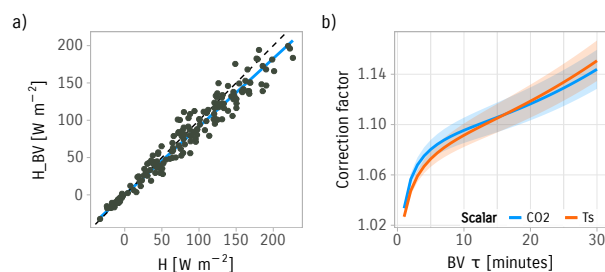 a)
H_BV [W m⁻²]
200
150
100
50
0
0
50
100
150
200
H [W m⁻²]
b)
Correction factor
1.14
1.10
1.06
1.02
Scalar CO2 Ts
0
10
20
30
BV τ [minutes]